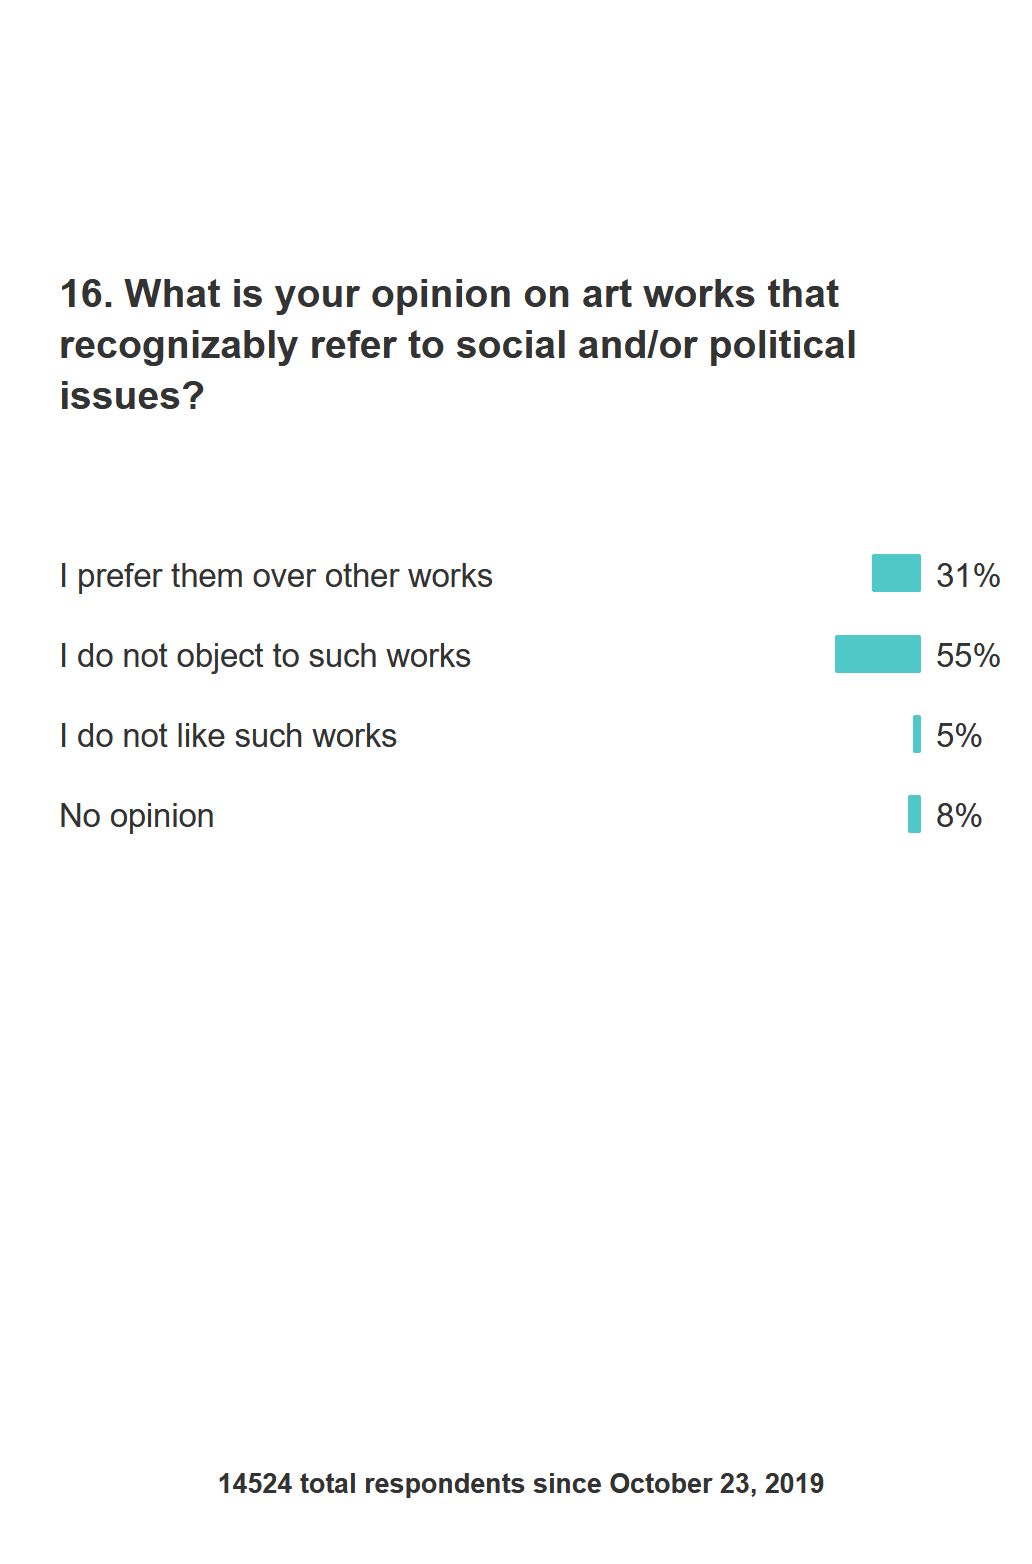 16. What is your opinion on art works that
recognizably refer to social and/or political
issues?
I prefer them over other works 31%
I do not object to such works 55%
I do not like such works 5%
No opinion 8%
14524 total respondents since October 23, 2019